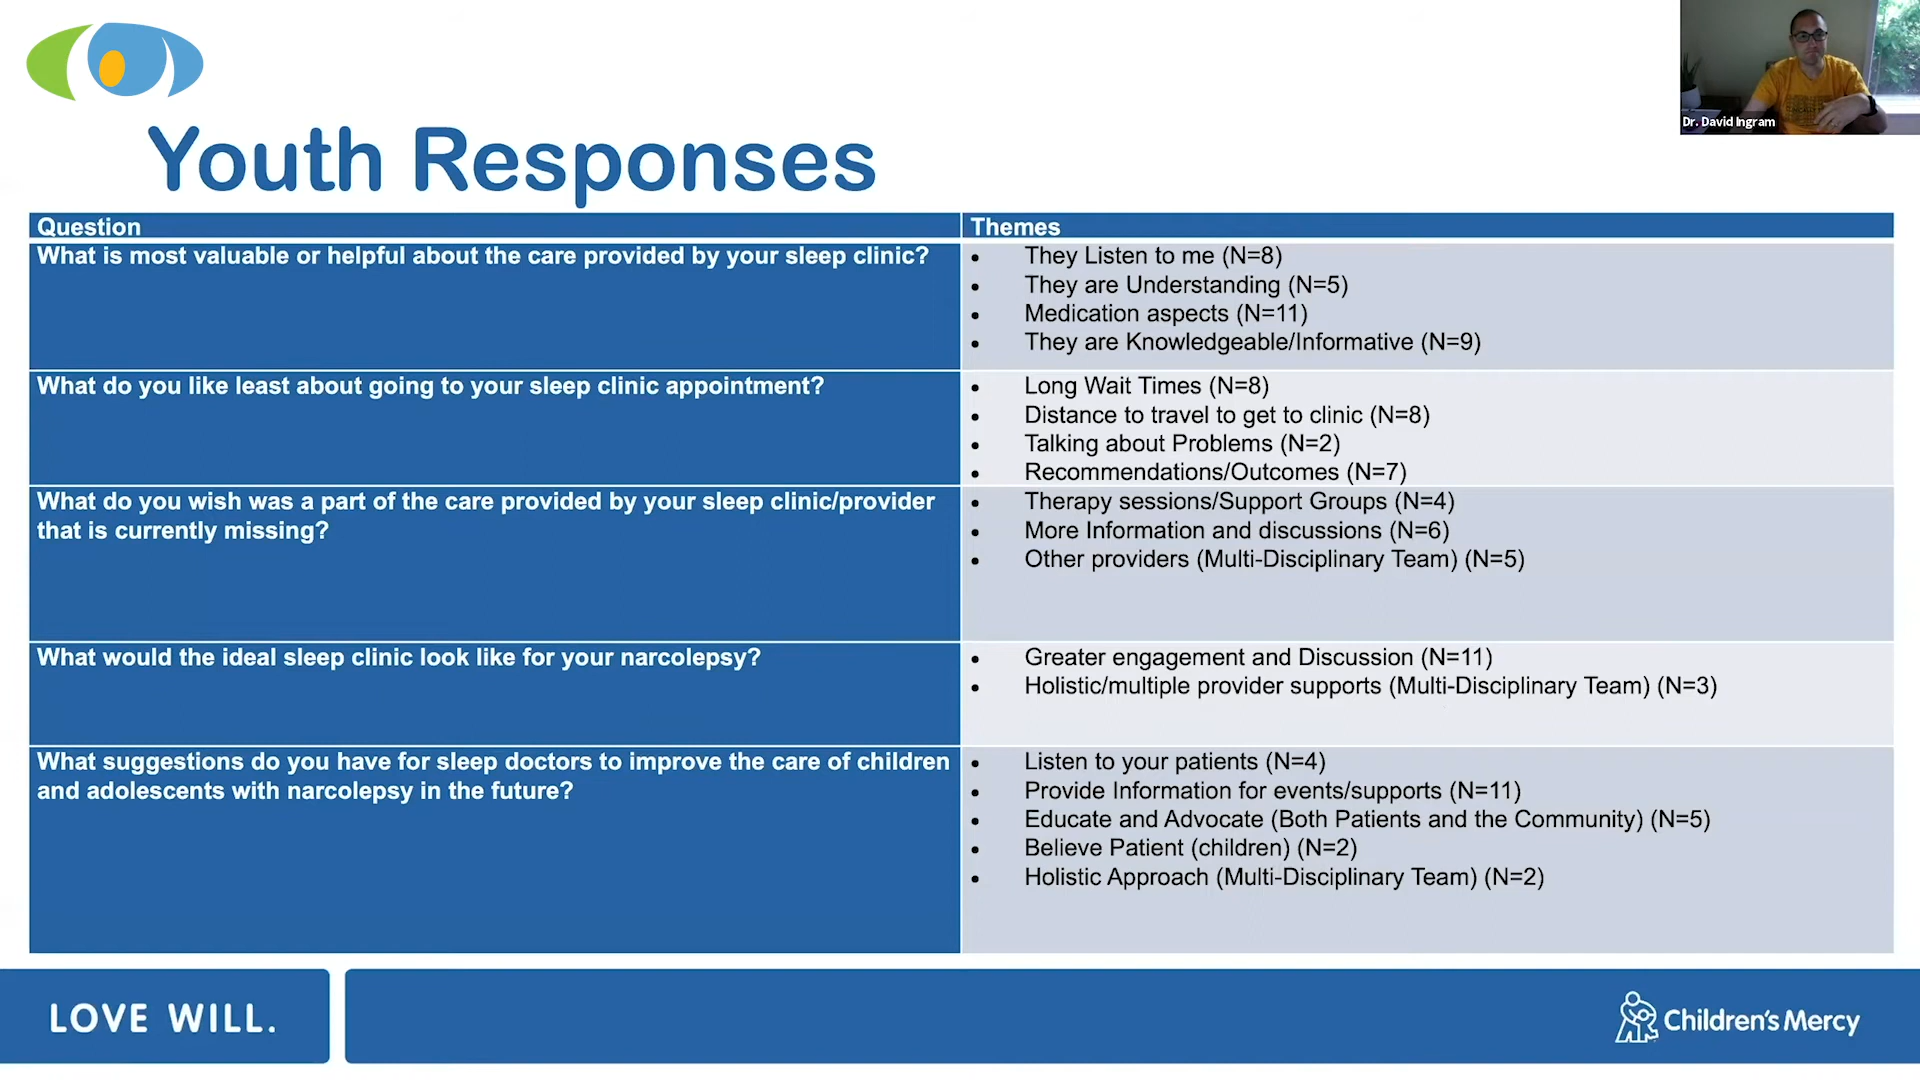 Dr. David Ingram
Youth Responses
Question
Themes
What is most valuable or helpful about the care provided by your sleep clinic?
• They Listen to me (N=8)
• They are Understanding (N=5)
• Medication aspects (N=11)
• They are Knowledgeable/Informative (N=9)
What do you like least about going to your sleep clinic appointment?
• Long Wait Times (N=8)
• Distance to travel to get to clinic (N=8)
• Talking about Problems (N=2)
• Recommendations/Outcomes (N=7)
What do you wish was a part of the care provided by your sleep clinic/provider
that is currently missing?
• Therapy sessions/Support Groups (N=4)
• More Information and discussions (N=6)
• Other providers (Multi-Disciplinary Team) (N=5)
What would the ideal sleep clinic look like for your narcolepsy?
• Greater engagement and Discussion (N=11)
• Holistic/multiple provider supports (Multi-Disciplinary Team) (N=3)
What suggestions do you have for sleep doctors to improve the care of children
and adolescents with narcolepsy in the future?
• Listen to your patients (N=4)
• Provide Information for events/supports (N=11)
• Educate and Advocate (Both Patients and the Community) (N=5)
• Believe Patient (children) (N=2)
• Holistic Approach (Multi-Disciplinary Team) (N=2)
LOVE WILL.
Children's Mercy